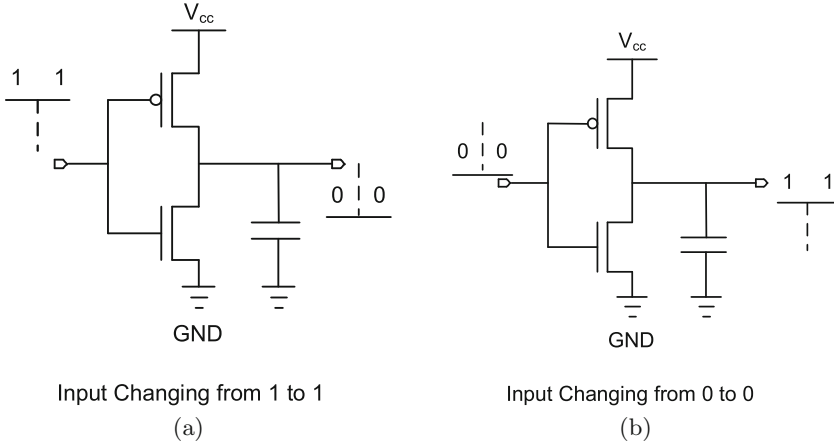 Vcc
1 1
0 0
GND
Input Changing from 1 to 1
(a)
Vcc
0 0
1 1
GND
Input Changing from 0 to 0
(b)